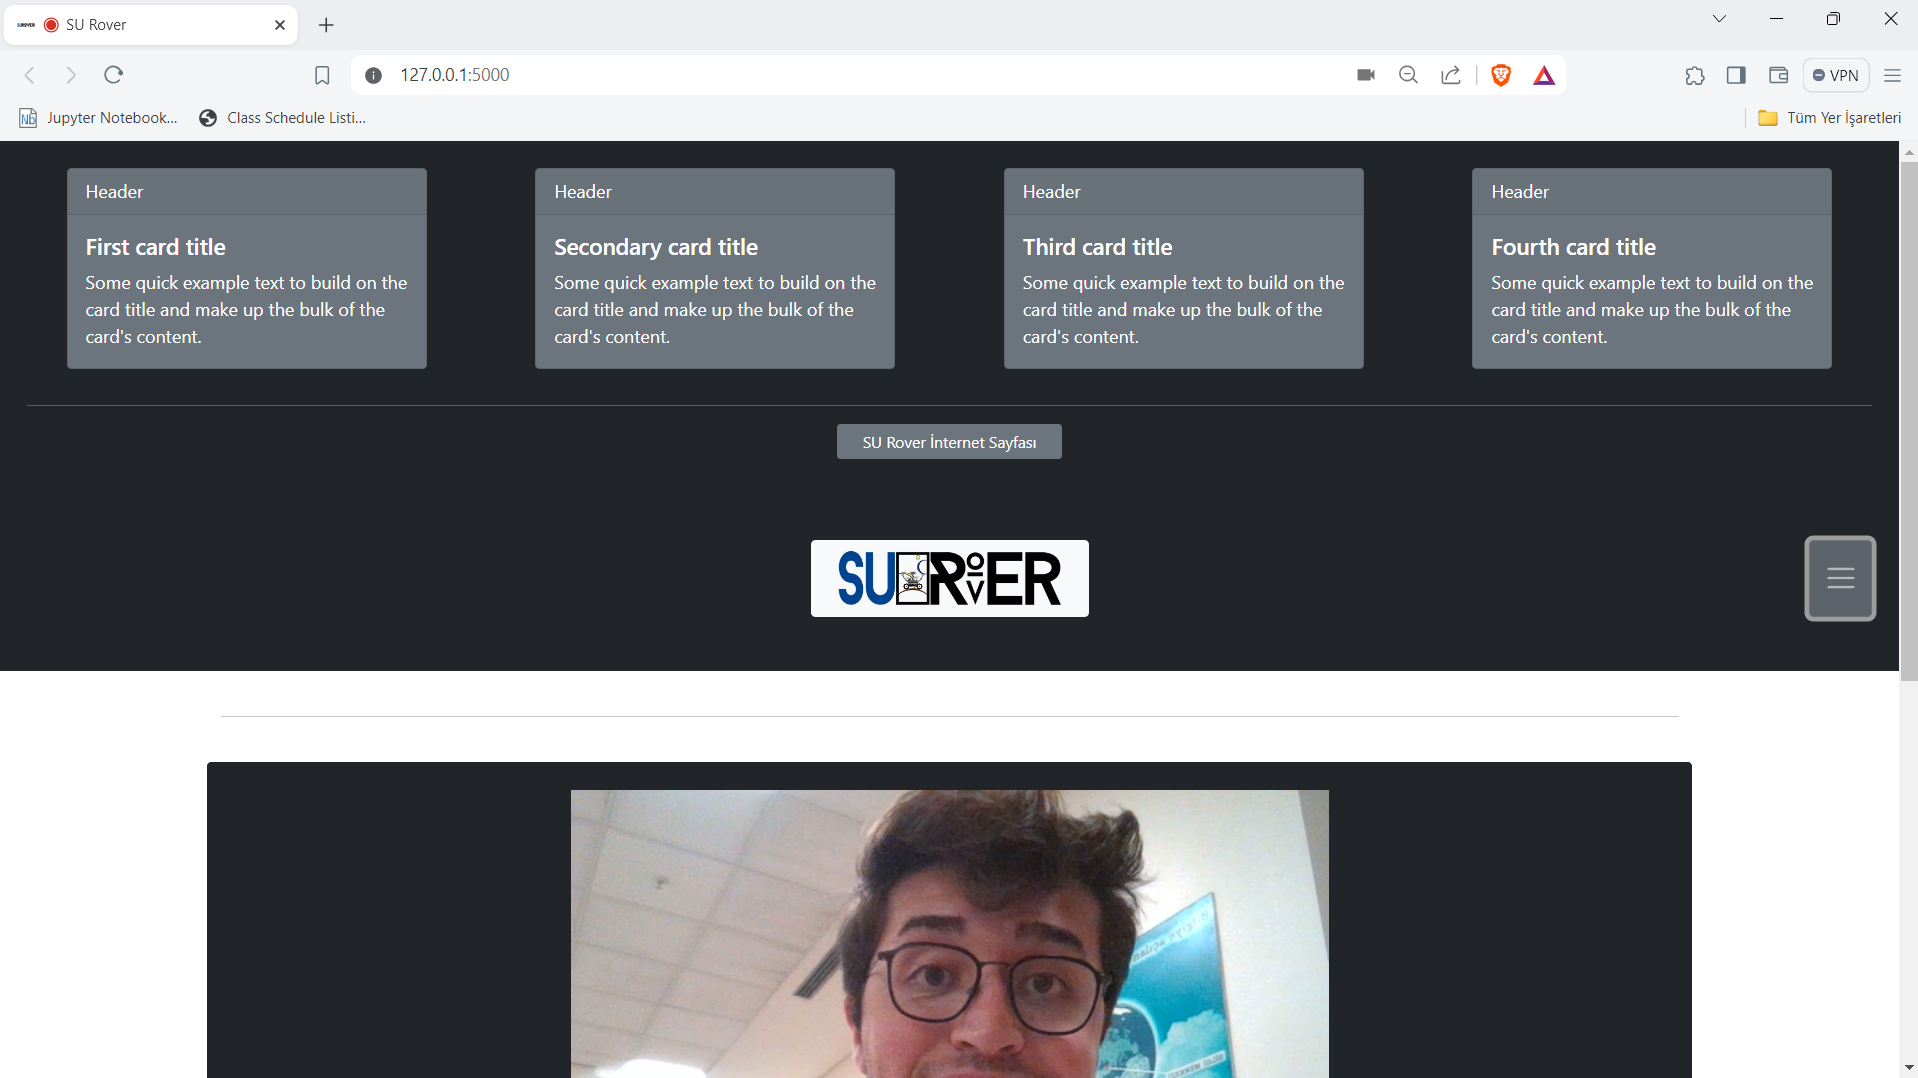 SU Rover
127.0.0.1:5000
VPN
Jupyter Notebook...
Class Schedule Listi...
Tüm Yer İşaretleri
Header
First card title
Some quick example text to build on the
card title and make up the bulk of the
card's content.
Header
Secondary card title
Some quick example text to build on the
card title and make up the bulk of the
card's content.
Header
Third card title
Some quick example text to build on the
card title and make up the bulk of the
card's content.
Header
Fourth card title
Some quick example text to build on the
card title and make up the bulk of the
card's content.
SU Rover İnternet Sayfası
SU ROVER